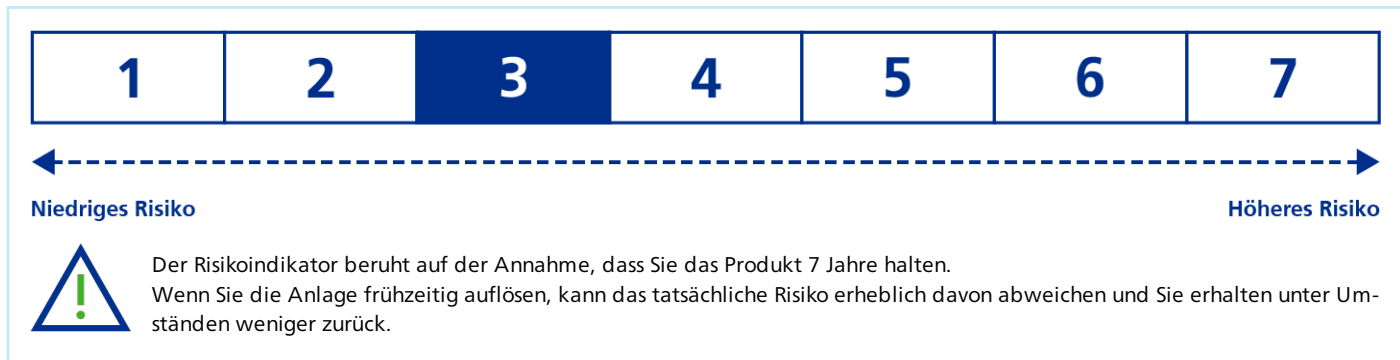 1 2 3 4 5 6 7
Niedriges Risiko Höheres Risiko
Der Risikoindikator beruht auf der Annahme, dass Sie das Produkt 7 Jahre halten.
Wenn Sie die Anlage frühzeitig auflösen, kann das tatsächliche Risiko erheblich davon abweichen und Sie erhalten unter Um-
ständen weniger zurück.